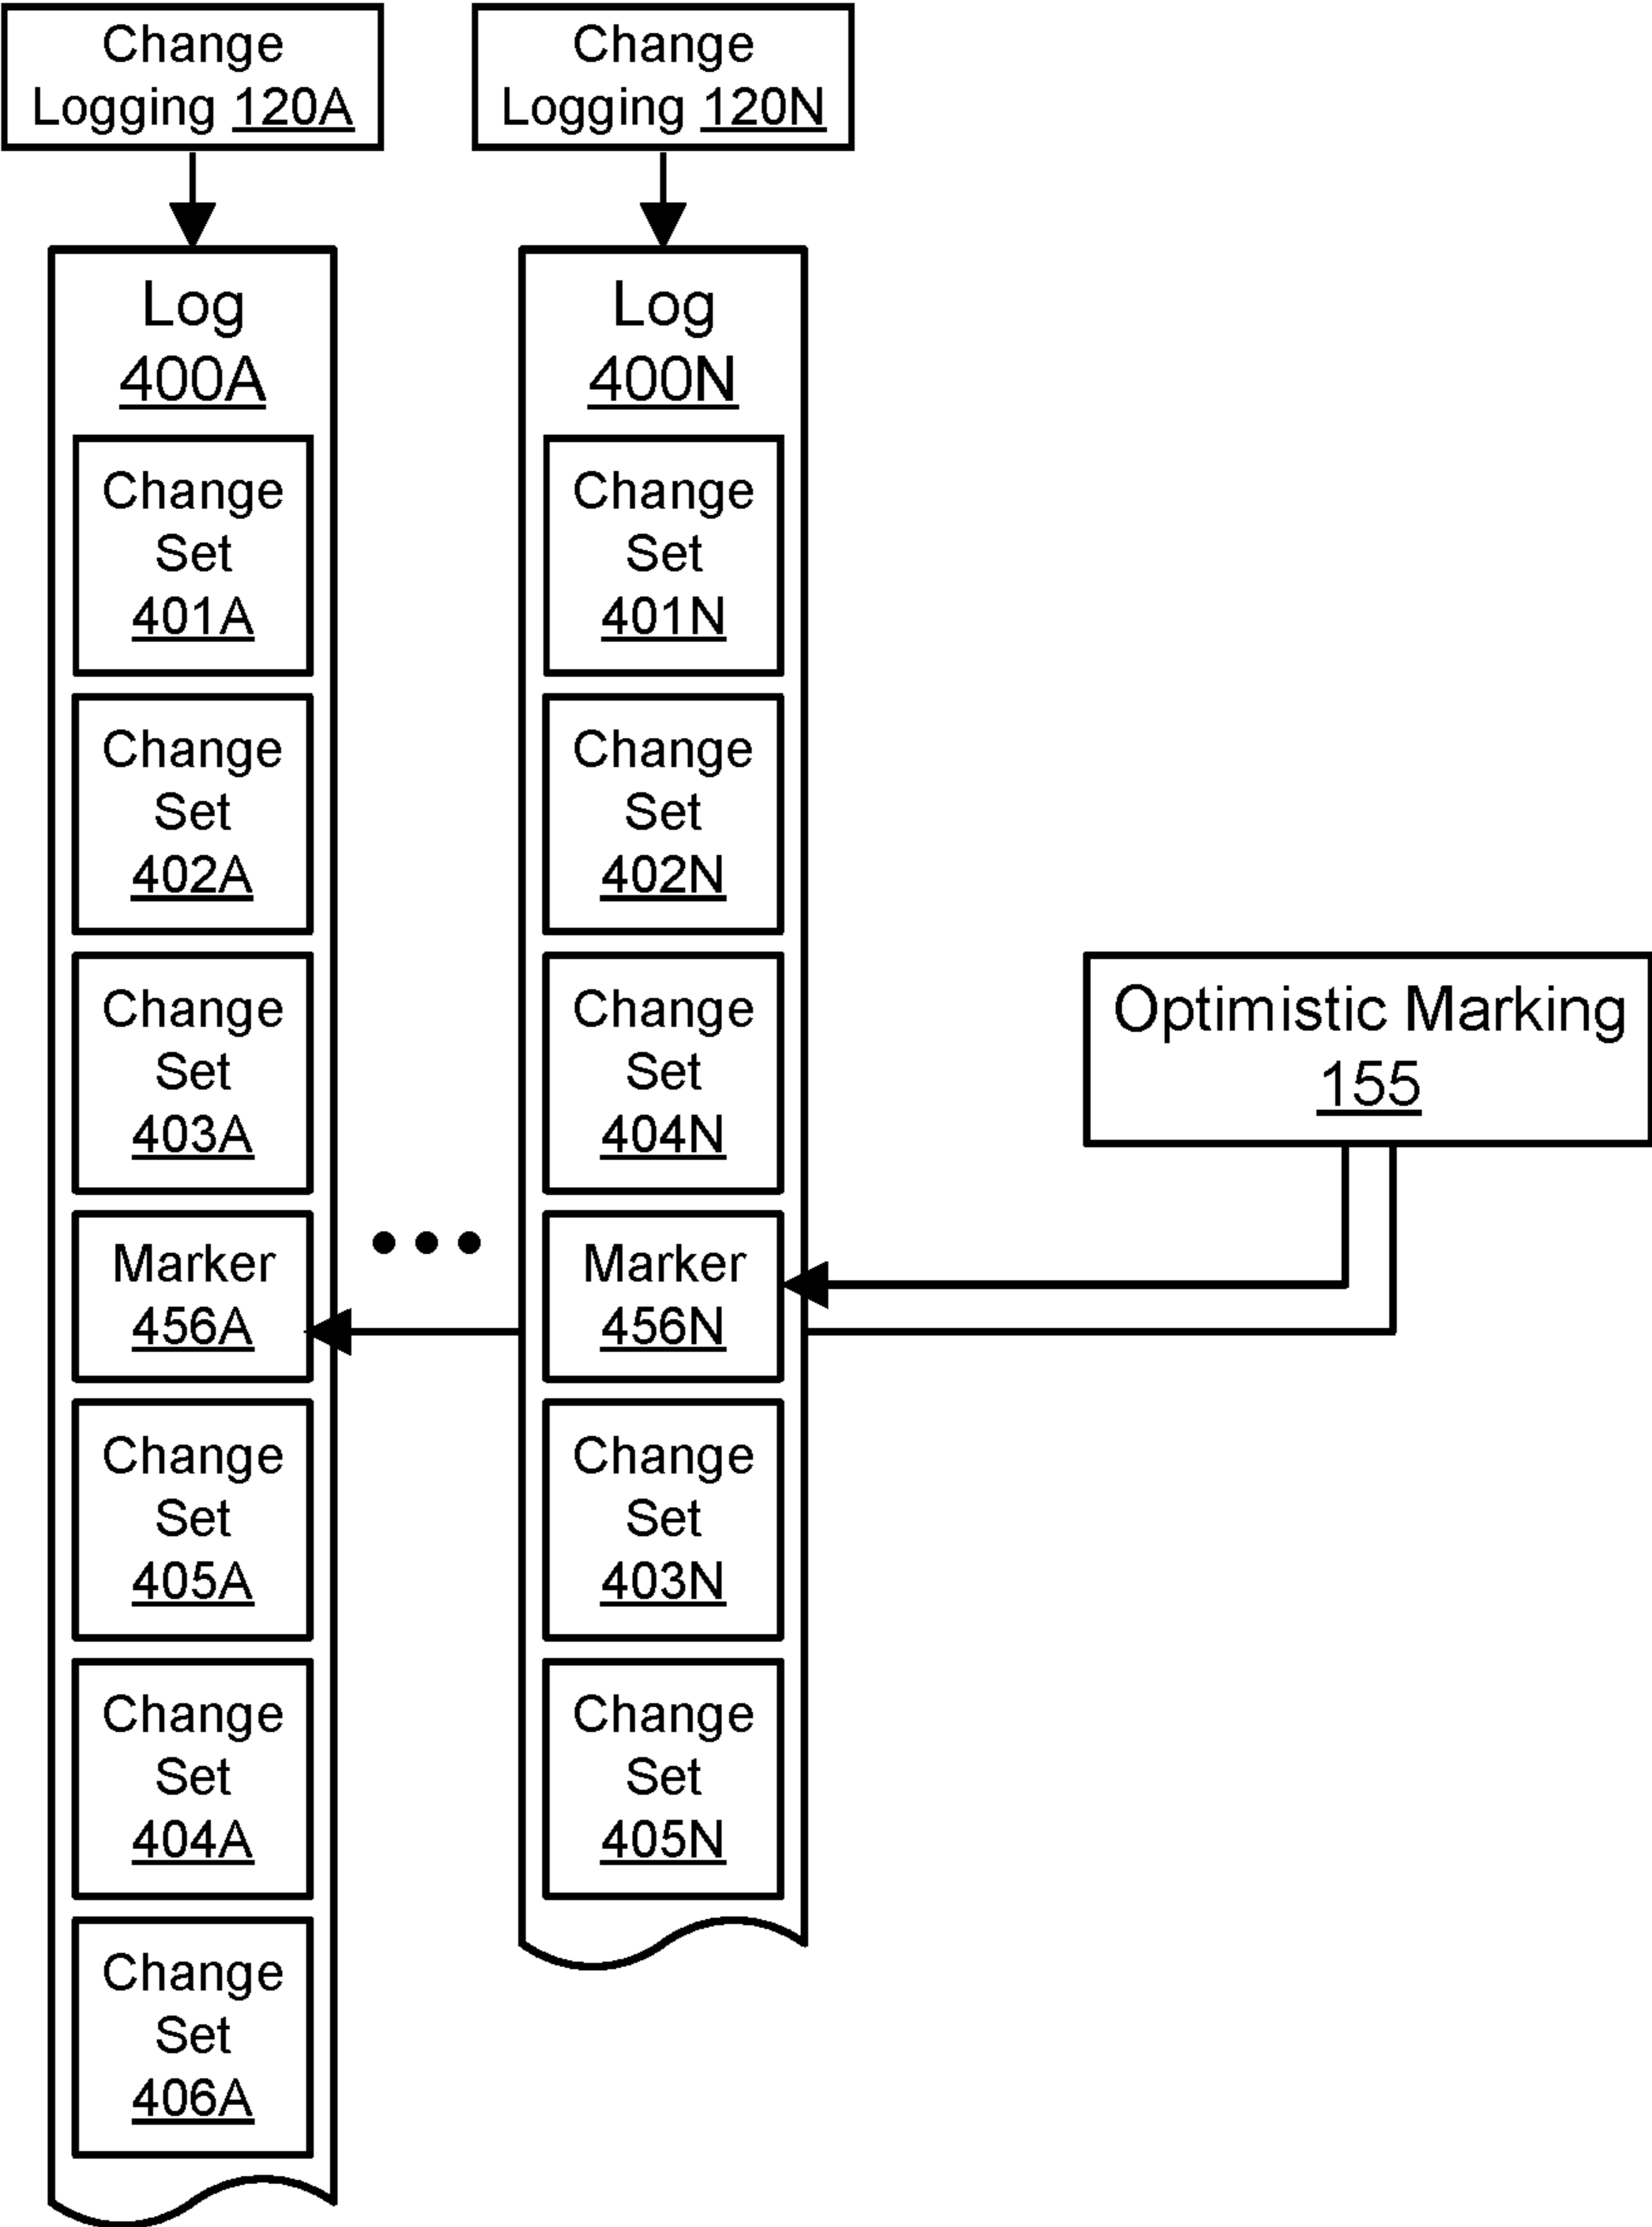 Change
Logging 120A
Change
Logging 120N
Log
400A
Change
Set
401A
Change
Set
402A
Change
Set
403A
Marker
456A
Change
Set
405A
Change
Set
404A
Change
Set
406A
Log
400N
Change
Set
401N
Change
Set
402N
Change
Set
404N
Marker
456N
Change
Set
403N
Change
Set
405N
Optimistic Marking
155